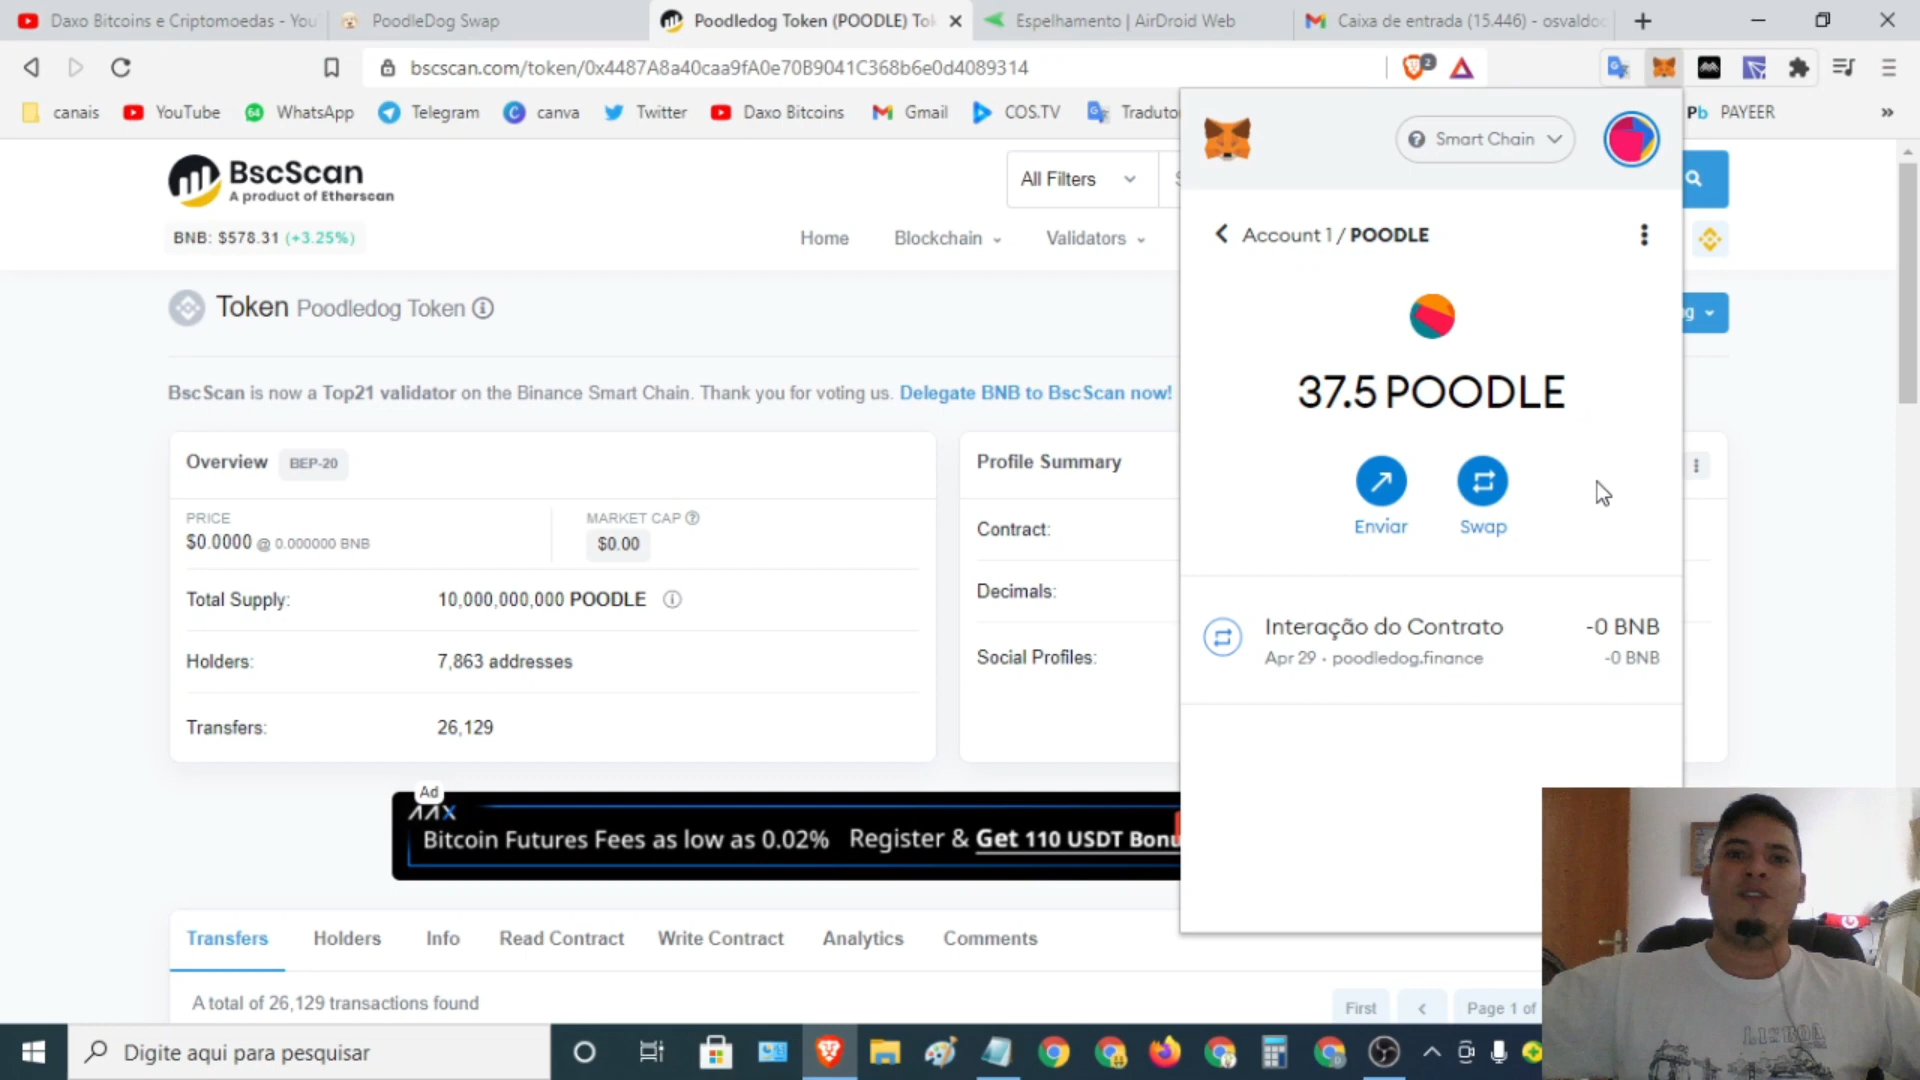 Daxo Bitcoins e Criptomoedas - You
PoodleDog Swap
Poodledog Token (POODLE) Tok
Espelhamento | AirDroid Web
Caixa de entrada (15.446) - osvaldoc
bscscan.com/token/0x4487A8a40caa9fA0e70B9041C368b6e0d4089314
2
canais
YouTube
WhatsApp
Telegram
canva
Twitter
Daxo Bitcoins
Gmail
COS.TV
Traduto
PAYEER
BscScan
A product of Etherscan
All Filters
BNB: $578.31 (+3.25%)
Home
Blockchain
Validators
Smart Chain
Account 1 / POODLE
37.5 POODLE
Enviar
Swap
Interação do Contrato
-0 BNB
Apr 29 · poodledog.finance
-0 BNB
Token Poodledog Token
BscScan is now a Top21 validator on the Binance Smart Chain. Thank you for voting us. Delegate BNB to BscScan now!
Overview
BEP-20
Profile Summary
PRICE
$0.0000 @ 0.000000 BNB
MARKET CAP
$0.00
Contract:
Total Supply:
10,000,000,000 POODLE
Decimals:
Holders:
7,863 addresses
Social Profiles:
Transfers:
26,129
Ad
AAX
Bitcoin Futures Fees as low as 0.02% Register & Get 110 USDT Bonu
Transfers
Holders
Info
Read Contract
Write Contract
Analytics
Comments
A total of 26,129 transactions found
First
Page 1 of
LISBOA
Digite aqui para pesquisar